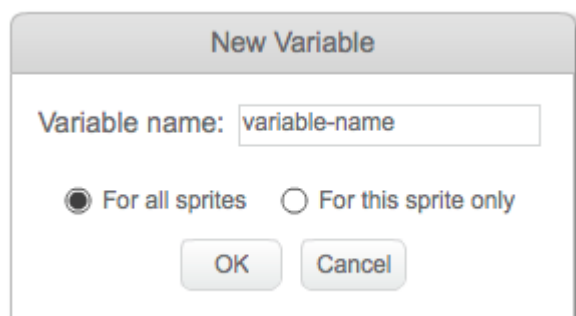 New Variable
Variable name: variable-name
For all sprites For this sprite only
OK Cancel